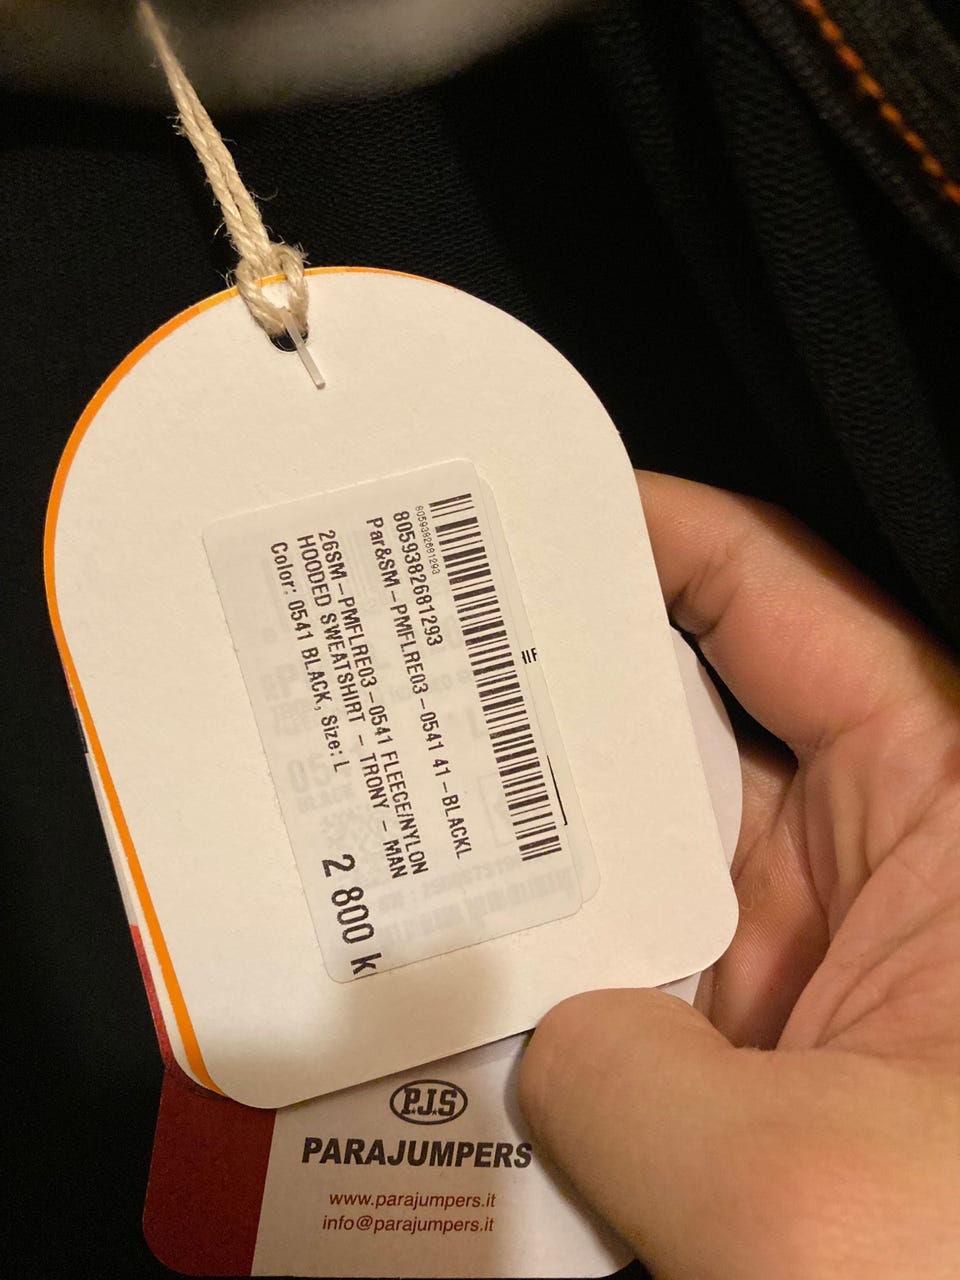 8059382681293
8059382681293
Par&SM-PMFLRE03-0541 41-BLACKL
26SM-PMFLRE03-0541 FLEECE/NYLON
HOODED SWEATSHIRT - TRONY - MAN
Color: 0541 BLACK, Size: L
2 800 k
P.J.S
PARAJUMPERS
www.parajumpers.it
info@parajumpers.it